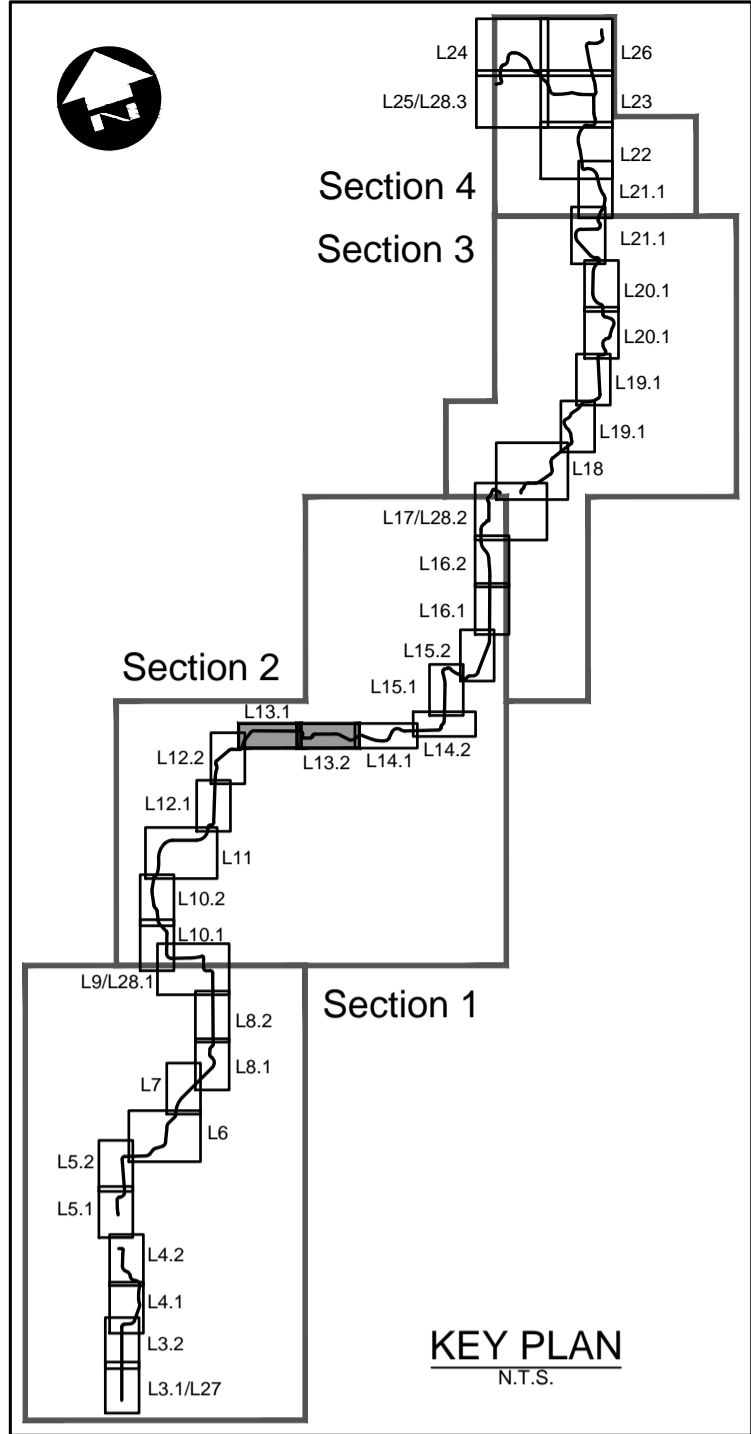 N
L24
L26
L25/L28.3
L23
L22
Section 4
L21.1
Section 3
L21.1
L20.1
L20.1
L19.1
L19.1
L18
L17/L28.2
L16.2
L16.1
L15.2
Section 2
L15.1
L13.1
L14.2
L12.2
L13.2
L14.1
L12.1
L11
L10.2
L10.1
L9/L28.1
Section 1
L8.2
L8.1
L7
L6
L5.2
L5.1
L4.2
L4.1
L3.2
KEY PLAN
N.T.S.
L3.1/L27